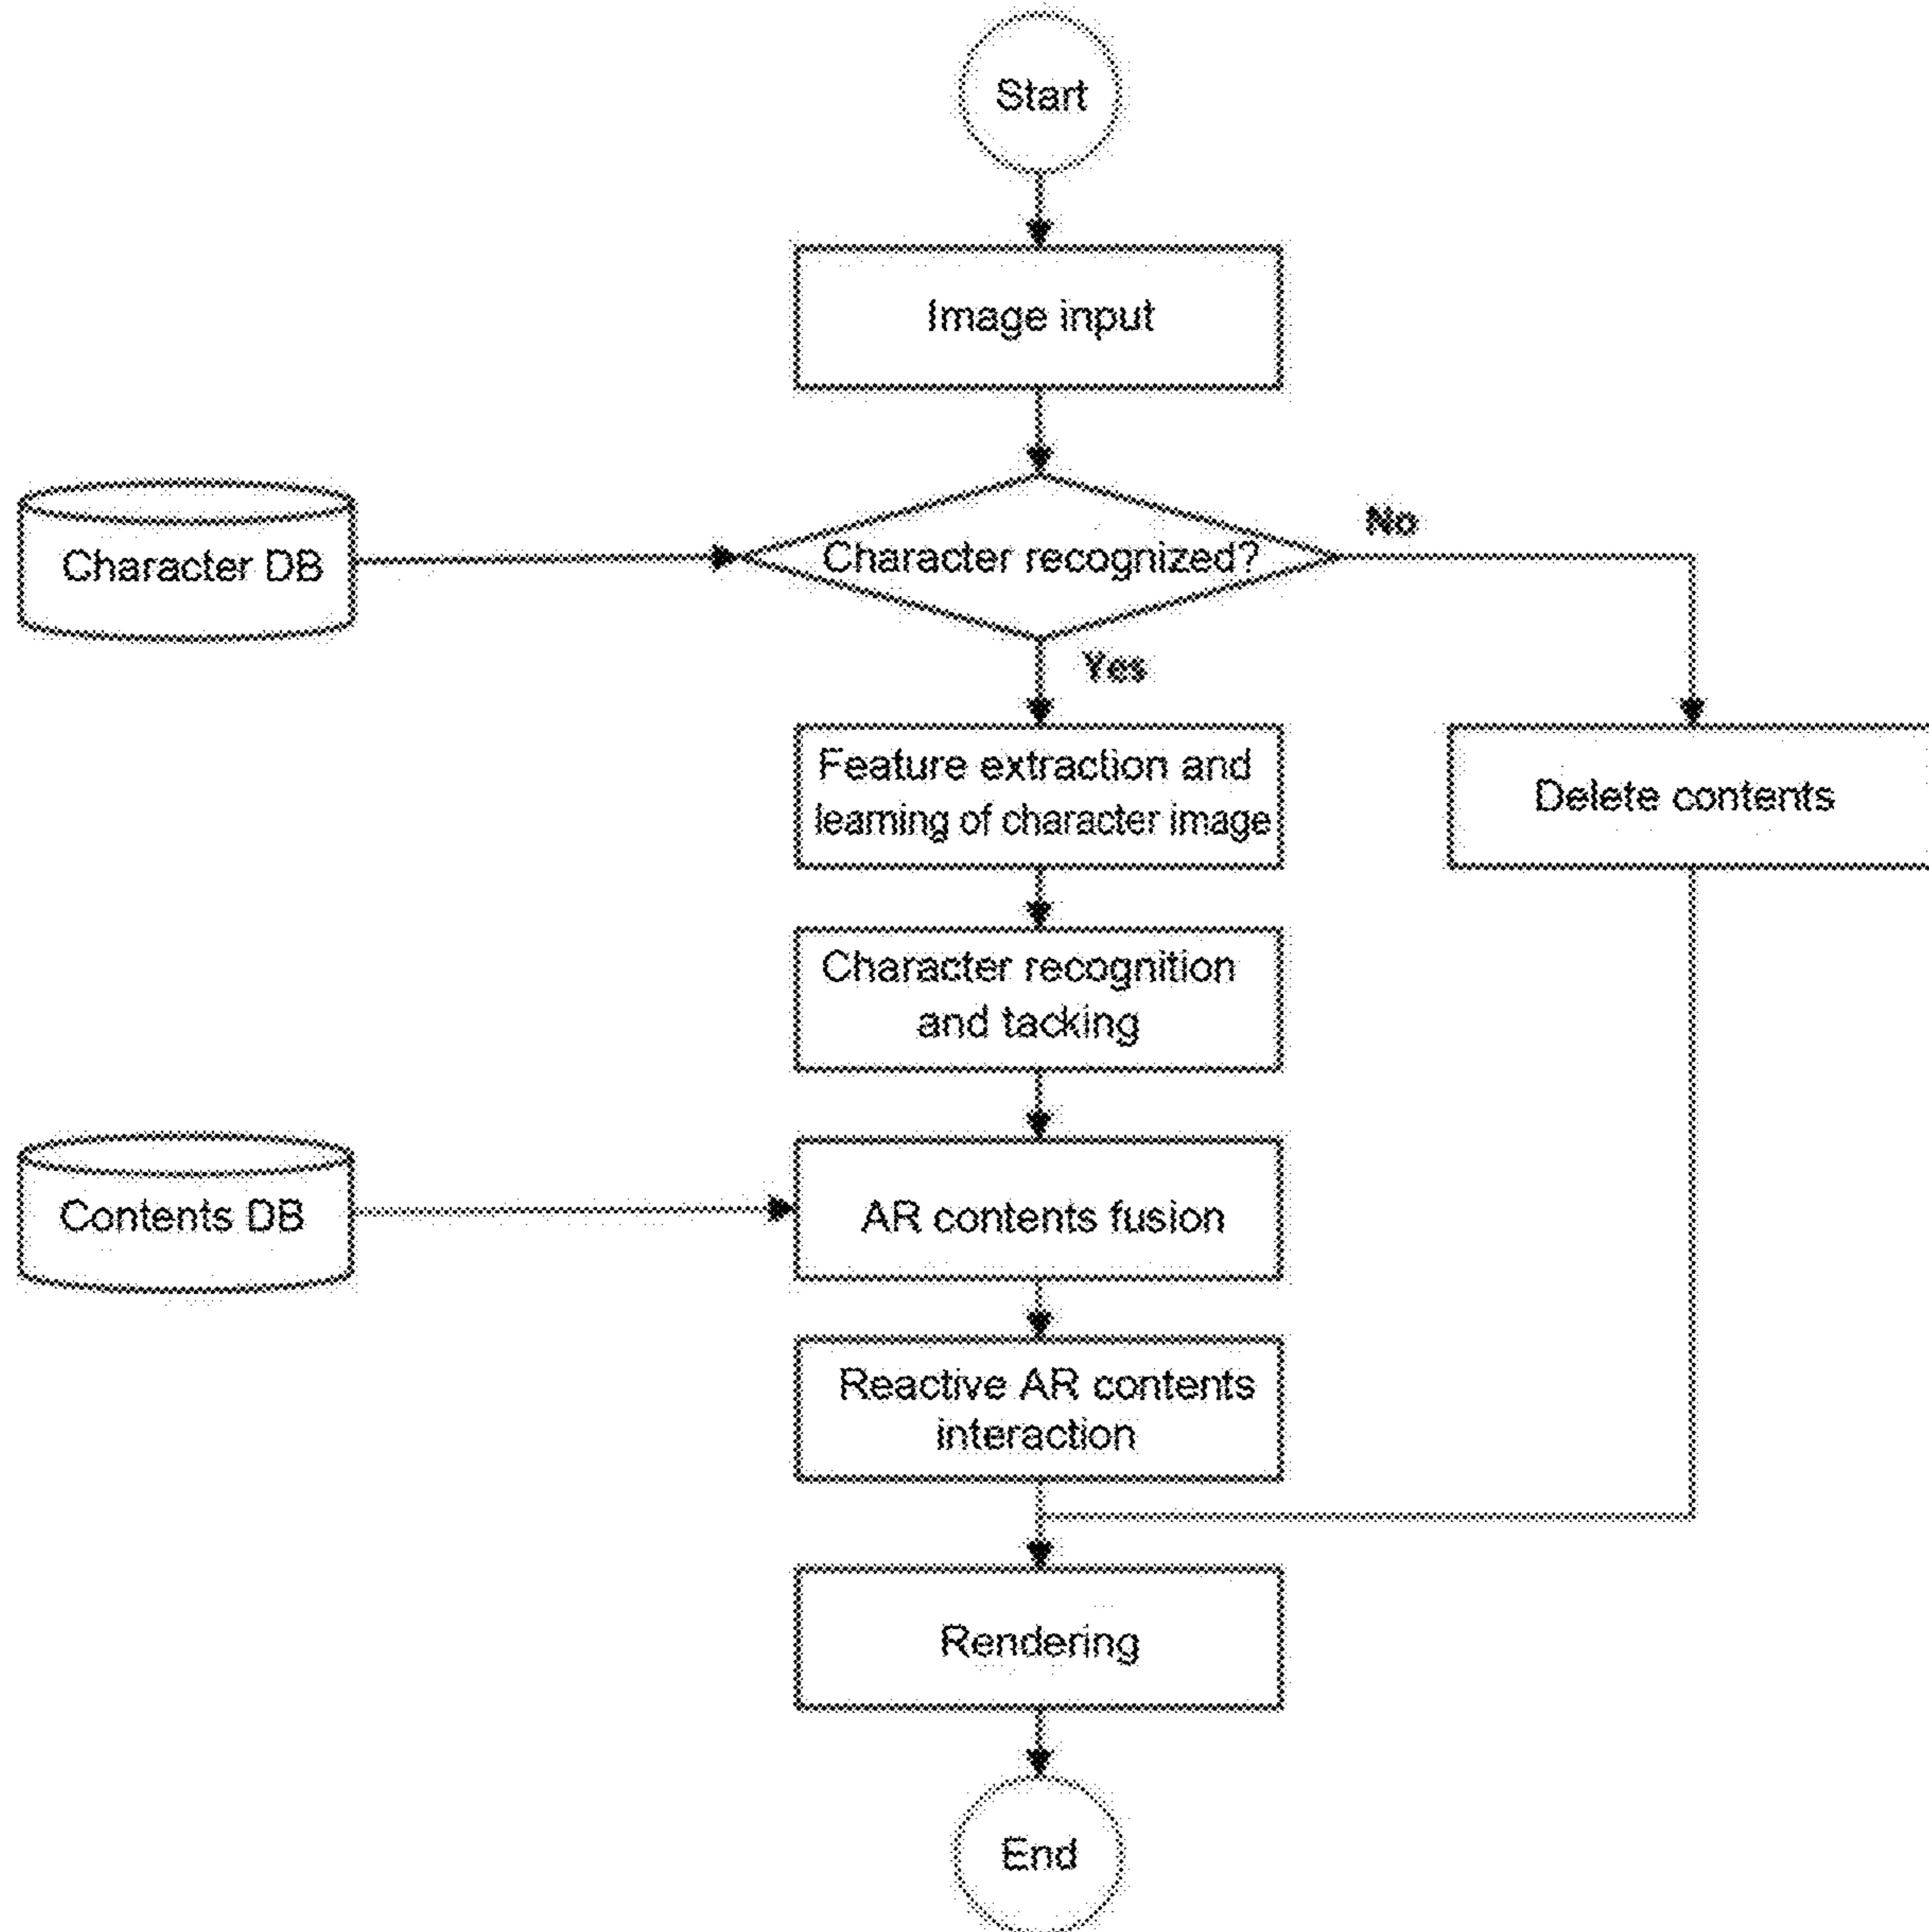 Start
Image input
Character DB
Character recognized?
No
Yes
Feature extraction and
learning of character image
Delete contents
Character recognition
and tacking
Contents DB
AR contents fusion
Reactive AR contents
interaction
Rendering
End